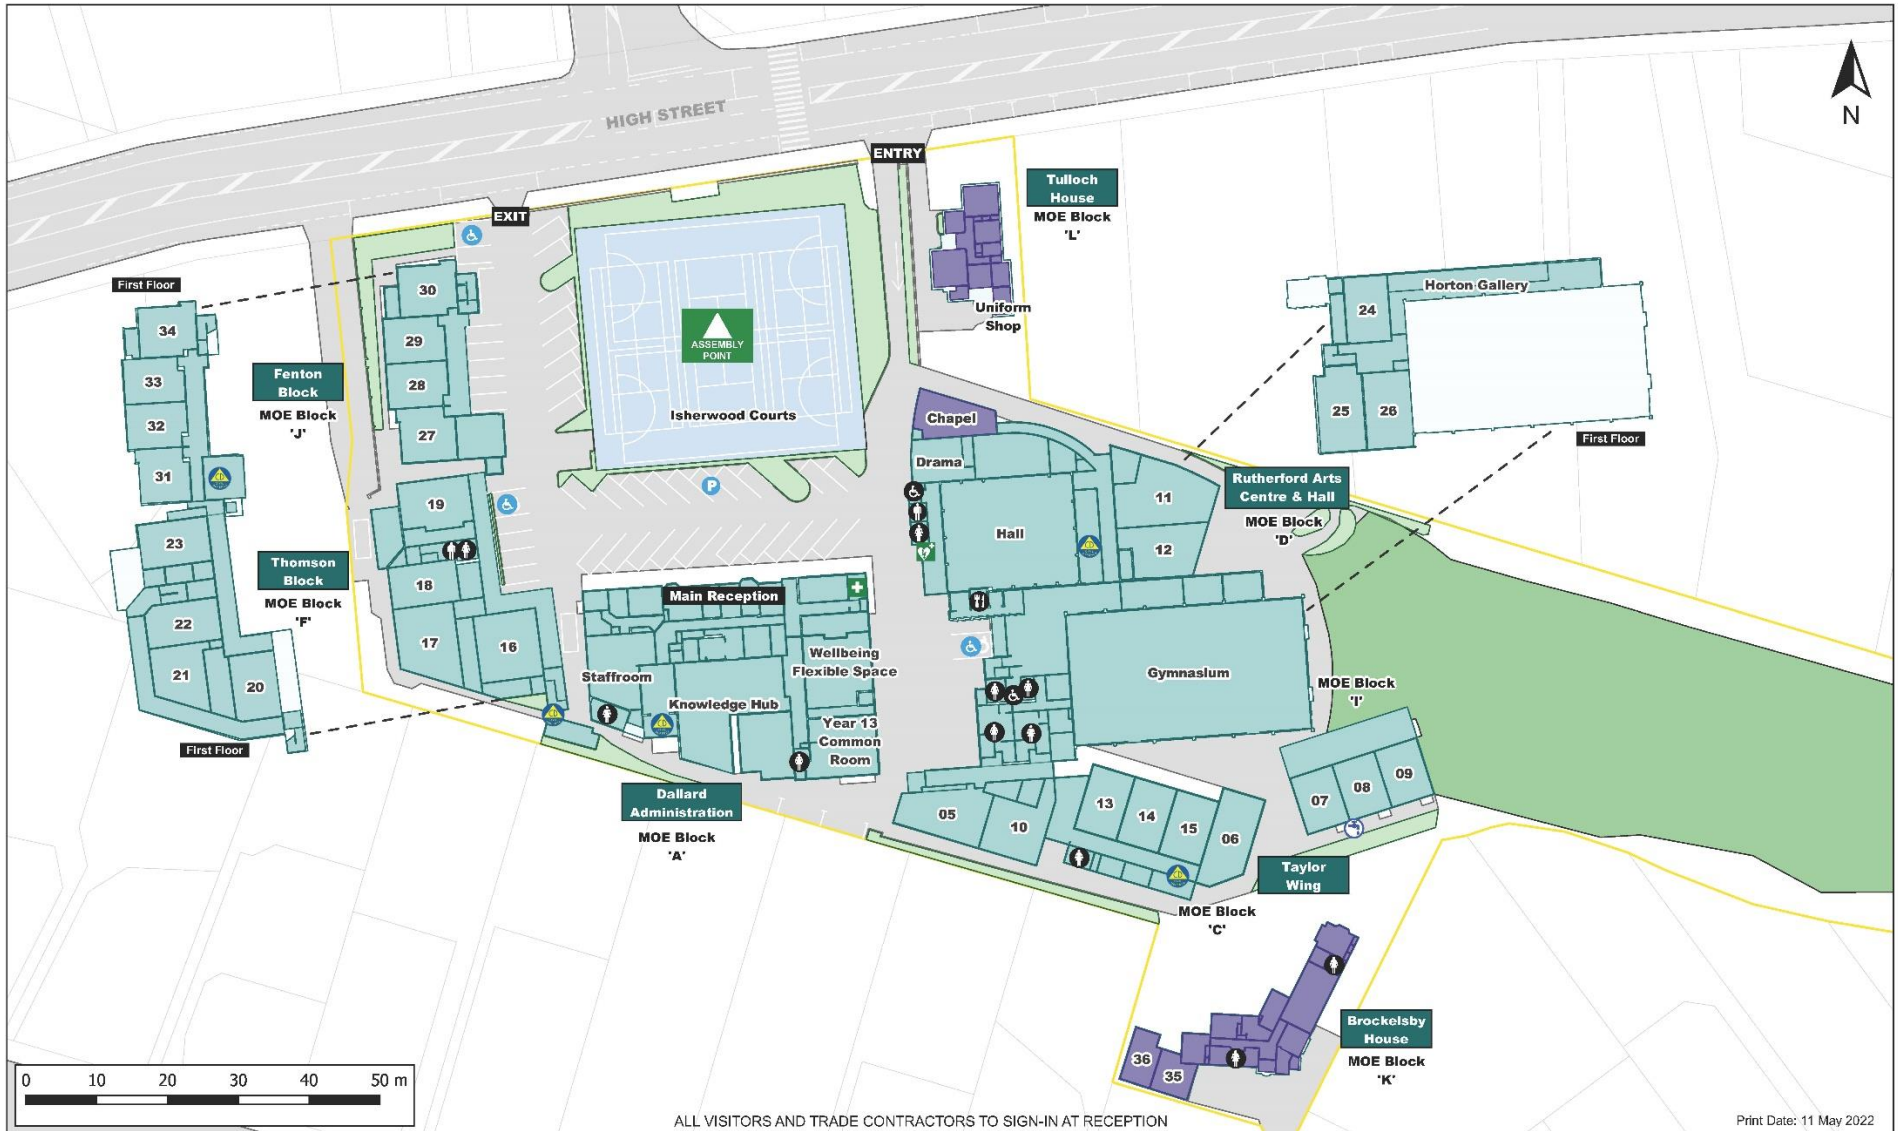 HIGH STREET
ENTRY
EXIT
N
Tulloch
House
MOE Block
'L'
Uniform
Shop
First Floor
34
33
32
31
30
29
28
27
Fenton
Block
MOE Block
'J'
ASSEMBLY
POINT
Isherwood Courts
P
Horton Gallery
24
25
26
First Floor
Chapel
Drama
Hall
11
12
Rutherford Arts
Centre & Hall
MOE Block
'D'
23
22
21
20
First Floor
Thomson
Block
MOE Block
'F'
19
18
17
16
Main Reception
Staffroom
Knowledge Hub
Wellbeing
Flexible Space
Year 13
Common
Room
Dallard
Administration
MOE Block
'A'
Gymnasium
MOE Block
'I'
07
08
09
05
10
13
14
15
06
Taylor
Wing
MOE Block
'C'
Brockelsby
House
MOE Block
'K'
36
35
0 10 20 30 40 50 m
ALL VISITORS AND TRADE CONTRACTORS TO SIGN-IN AT RECEPTION
Print Date: 11 May 2022